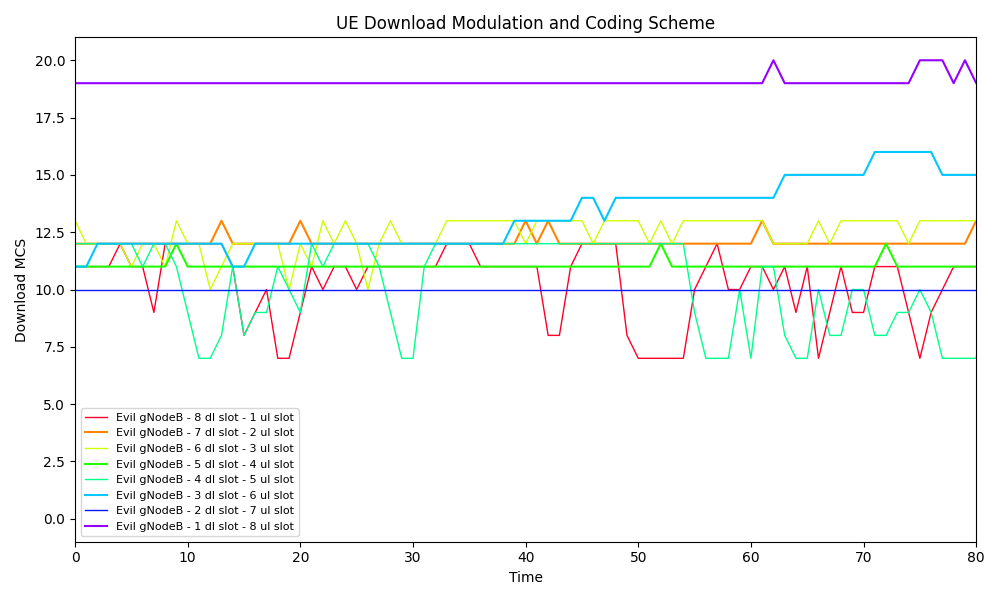 UE Download Modulation and Coding Scheme
20.0
17.5
15.0
12.5
10.0
7.5
5.0
2.5
0.0
Download MCS
Evil gNodeB - 8 dl slot - 1 ul slot
Evil gNodeB - 7 dl slot - 2 ul slot
Evil gNodeB - 6 dl slot - 3 ul slot
Evil gNodeB - 5 dl slot - 4 ul slot
Evil gNodeB - 4 dl slot - 5 ul slot
Evil gNodeB - 3 dl slot - 6 ul slot
Evil gNodeB - 2 dl slot - 7 ul slot
Evil gNodeB - 1 dl slot - 8 ul slot
0 10 20 30 40 50 60 70 80
Time